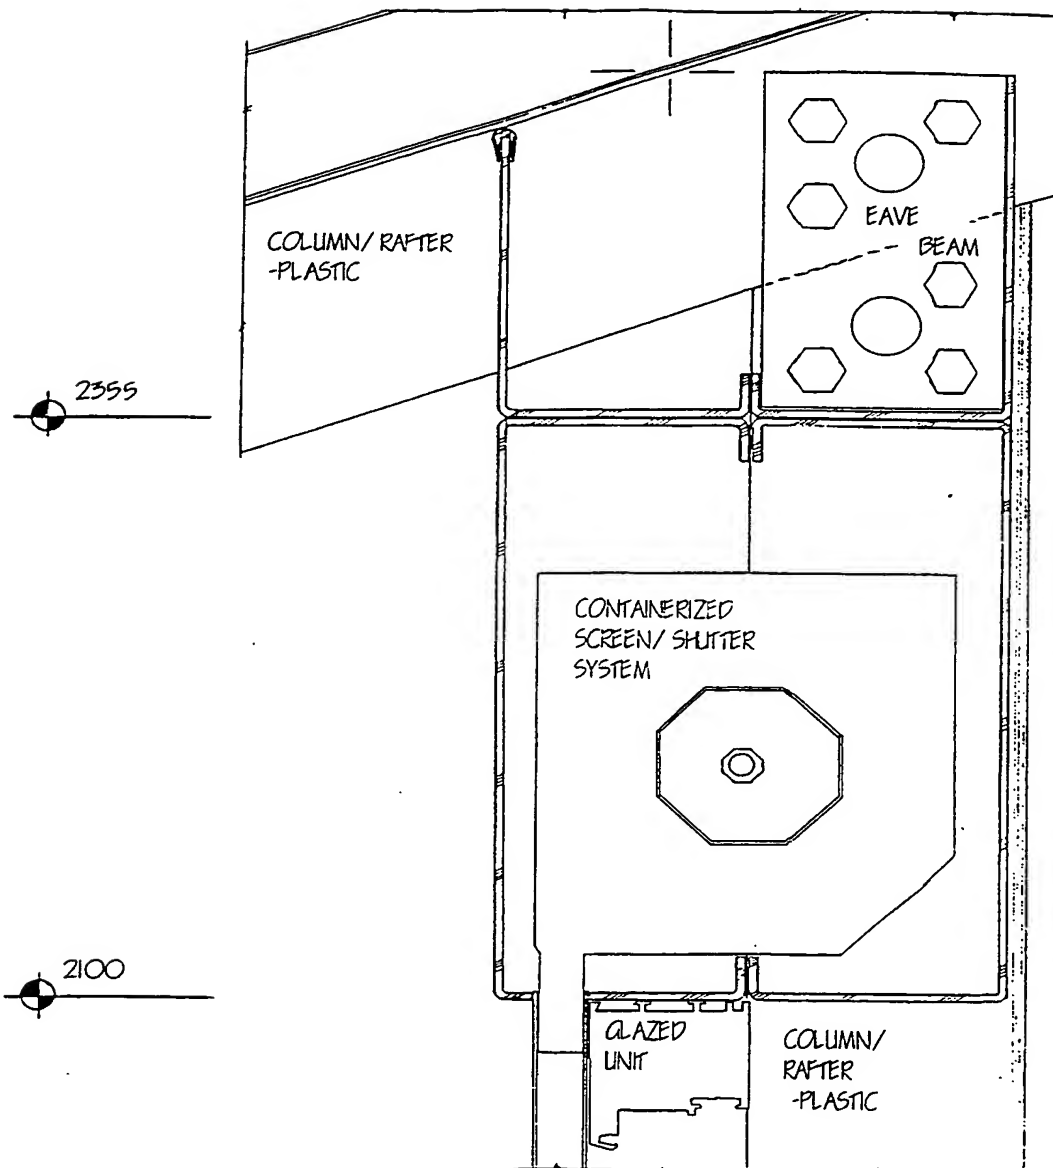 COLUMN/ RAFTER
-PLASTIC
EAVE
BEAM
2355
CONTAINERIZED
SCREEN/ SHUTTER
SYSTEM
2100
GLAZED
UNIT
COLUMN/
RAFTER
-PLASTIC